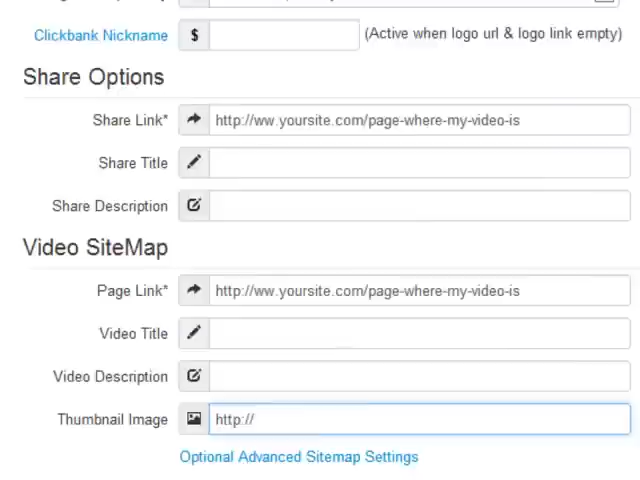 Clickbank Nickname $ (Active when logo url & logo link empty)
Share Options
Share Link* http://ww.yoursite.com/page-where-my-video-is
Share Title
Share Description
Video SiteMap
Page Link* http://ww.yoursite.com/page-where-my-video-is
Video Title
Video Description
Thumbnail Image http://
Optional Advanced Sitemap Settings